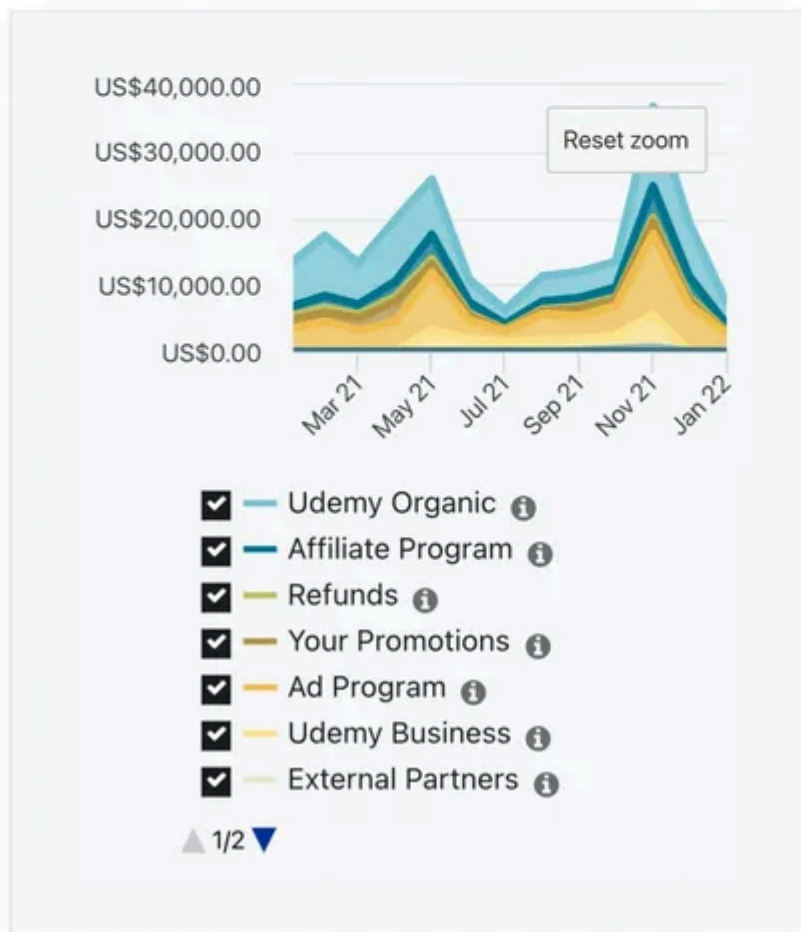 US$40,000.00
Reset zoom
US$30,000.00
US$20,000.00
US$10,000.00
US$0.00
Mar 21
May 21
Jul 21
Sep 21
Nov 21
Jan 22
Udemy Organic
Affiliate Program
Refunds
Your Promotions
Ad Program
Udemy Business
External Partners
1/2